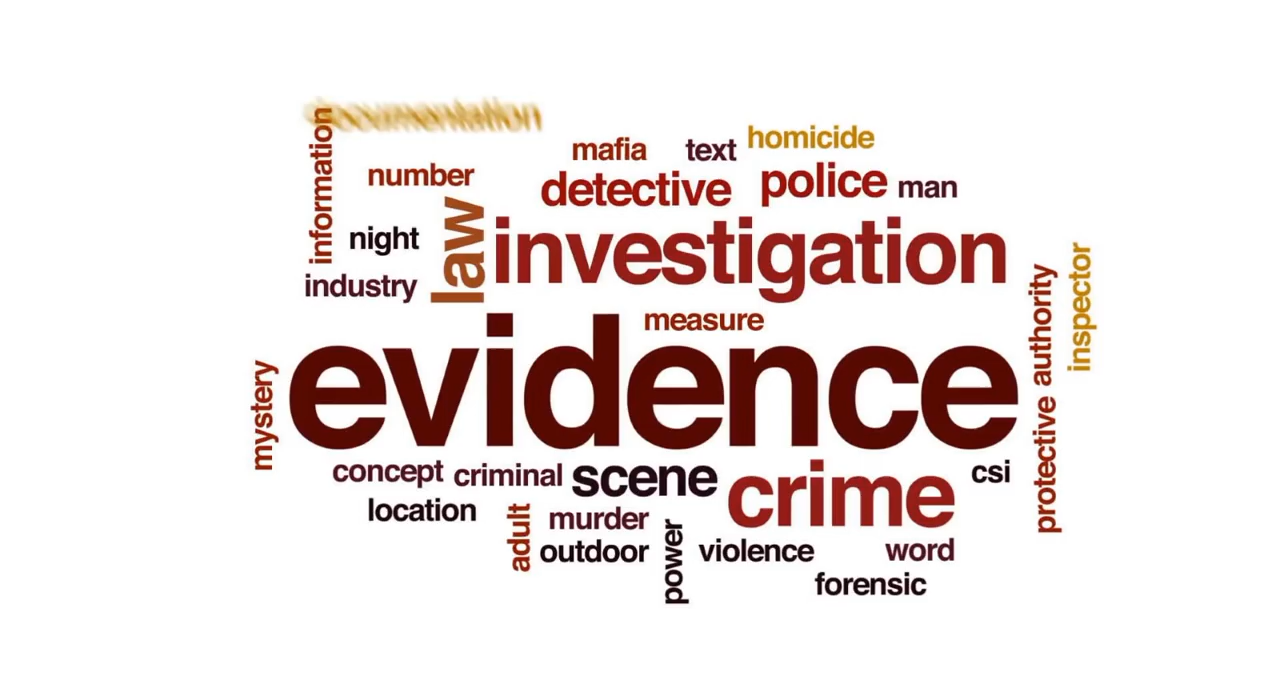 documentation
information
mafia
text
homicide
number
detective
police
man
night
law
investigation
industry
measure
inspector
protective authority
evidence
mystery
concept
criminal
scene
crime
csi
location
adult
murder
outdoor
power
violence
word
forensic